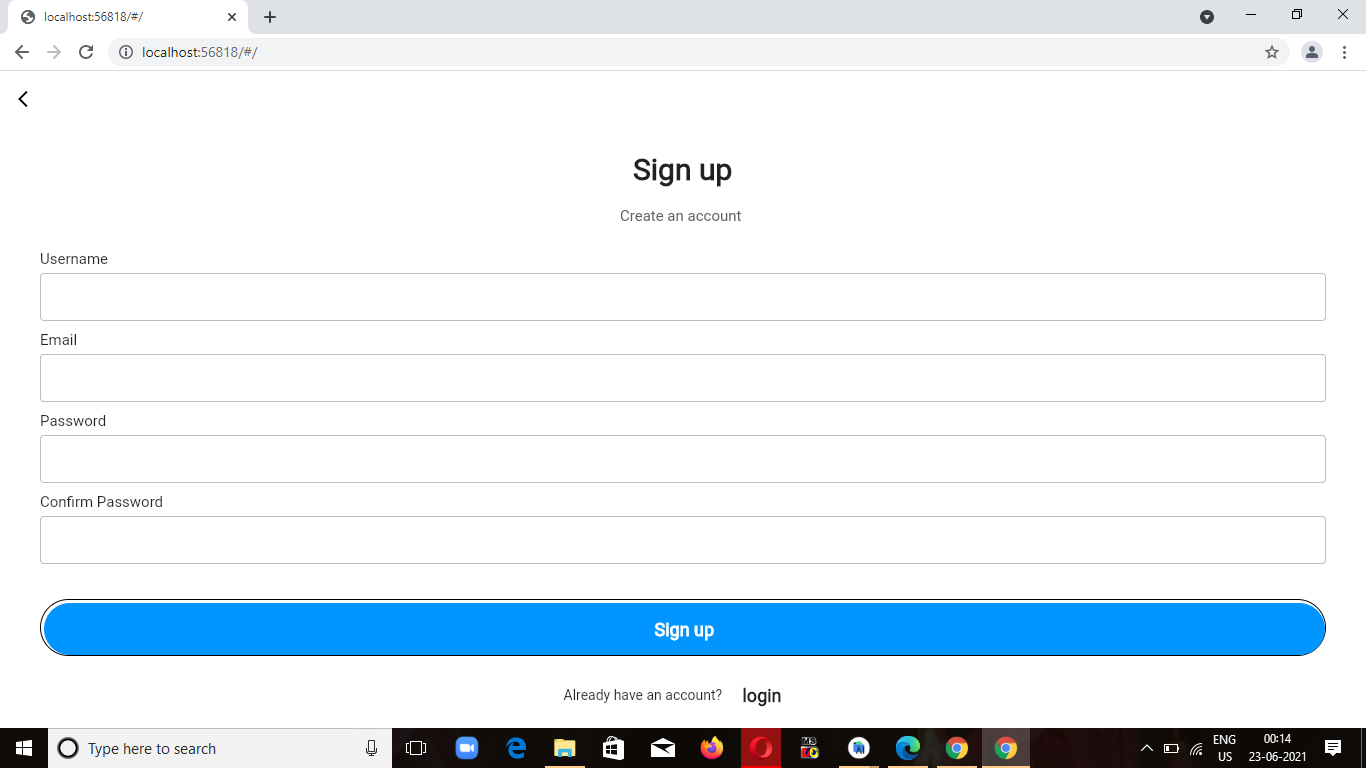 localhost:56818/#/
localhost:56818/#/
Sign up
Create an account
Username
Email
Password
Confirm Password
Sign up
Already have an account? login
Type here to search
ENG
US
00:14
23-06-2021